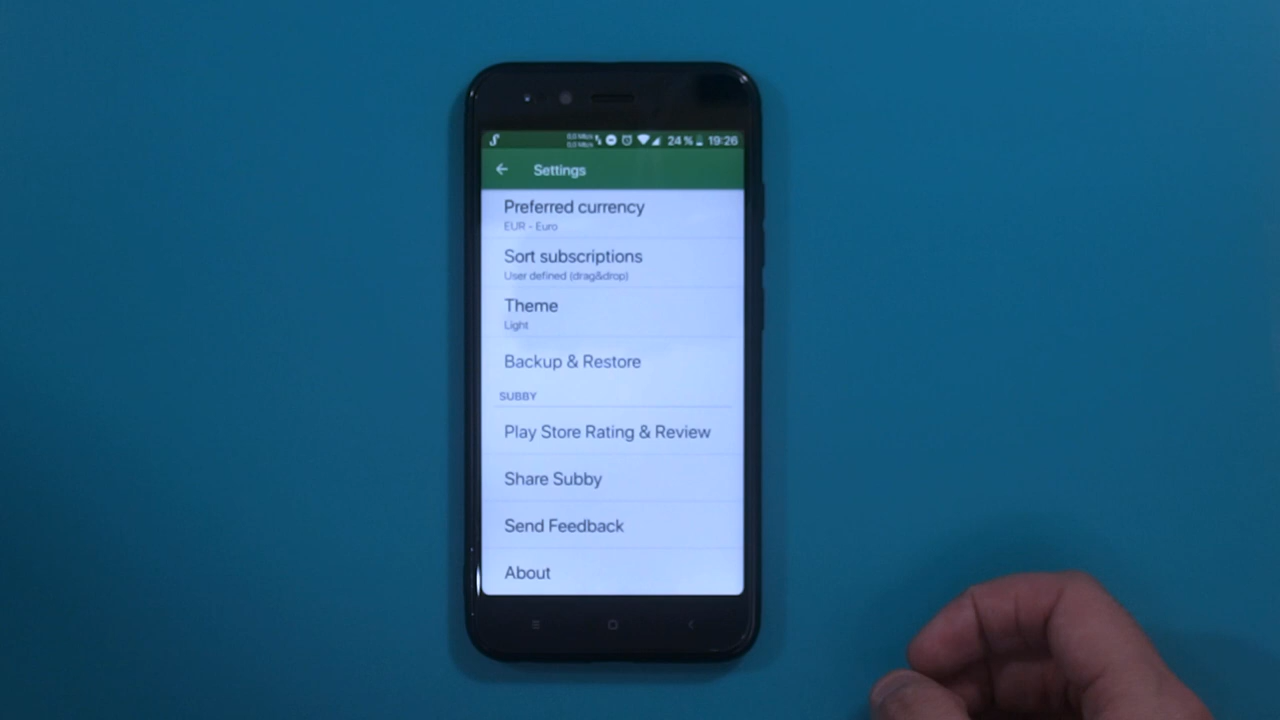 24 % 19:26
Settings
Preferred currency
EUR - Euro
Sort subscriptions
User defined (drag&drop)
Theme
Light
Backup & Restore
SUBBY
Play Store Rating & Review
Share Subby
Send Feedback
About